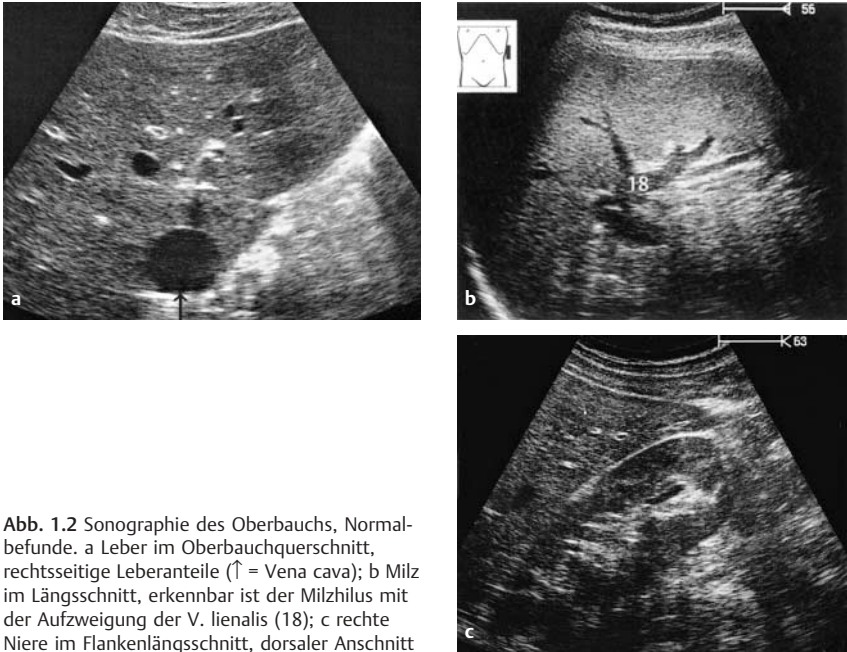 56
a
18
b
63
c
Abb. 1.2 Sonographie des Oberbauchs, Normal-
befunde. a Leber im Oberbauchquerschnitt,
rechtsseitige Leberanteile (↑ = Vena cava); b Milz
im Längsschnitt, erkennbar ist der Milzhilus mit
der Aufzweigung der V. lienalis (18); c rechte
Niere im Flankenlängsschnitt, dorsaler Anschnitt